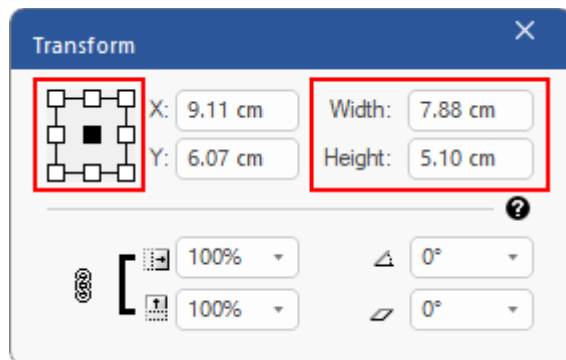 Transform
X: 9.11 cm Width: 7.88 cm
Y: 6.07 cm Height: 5.10 cm
?
100% 0°
100% 0°